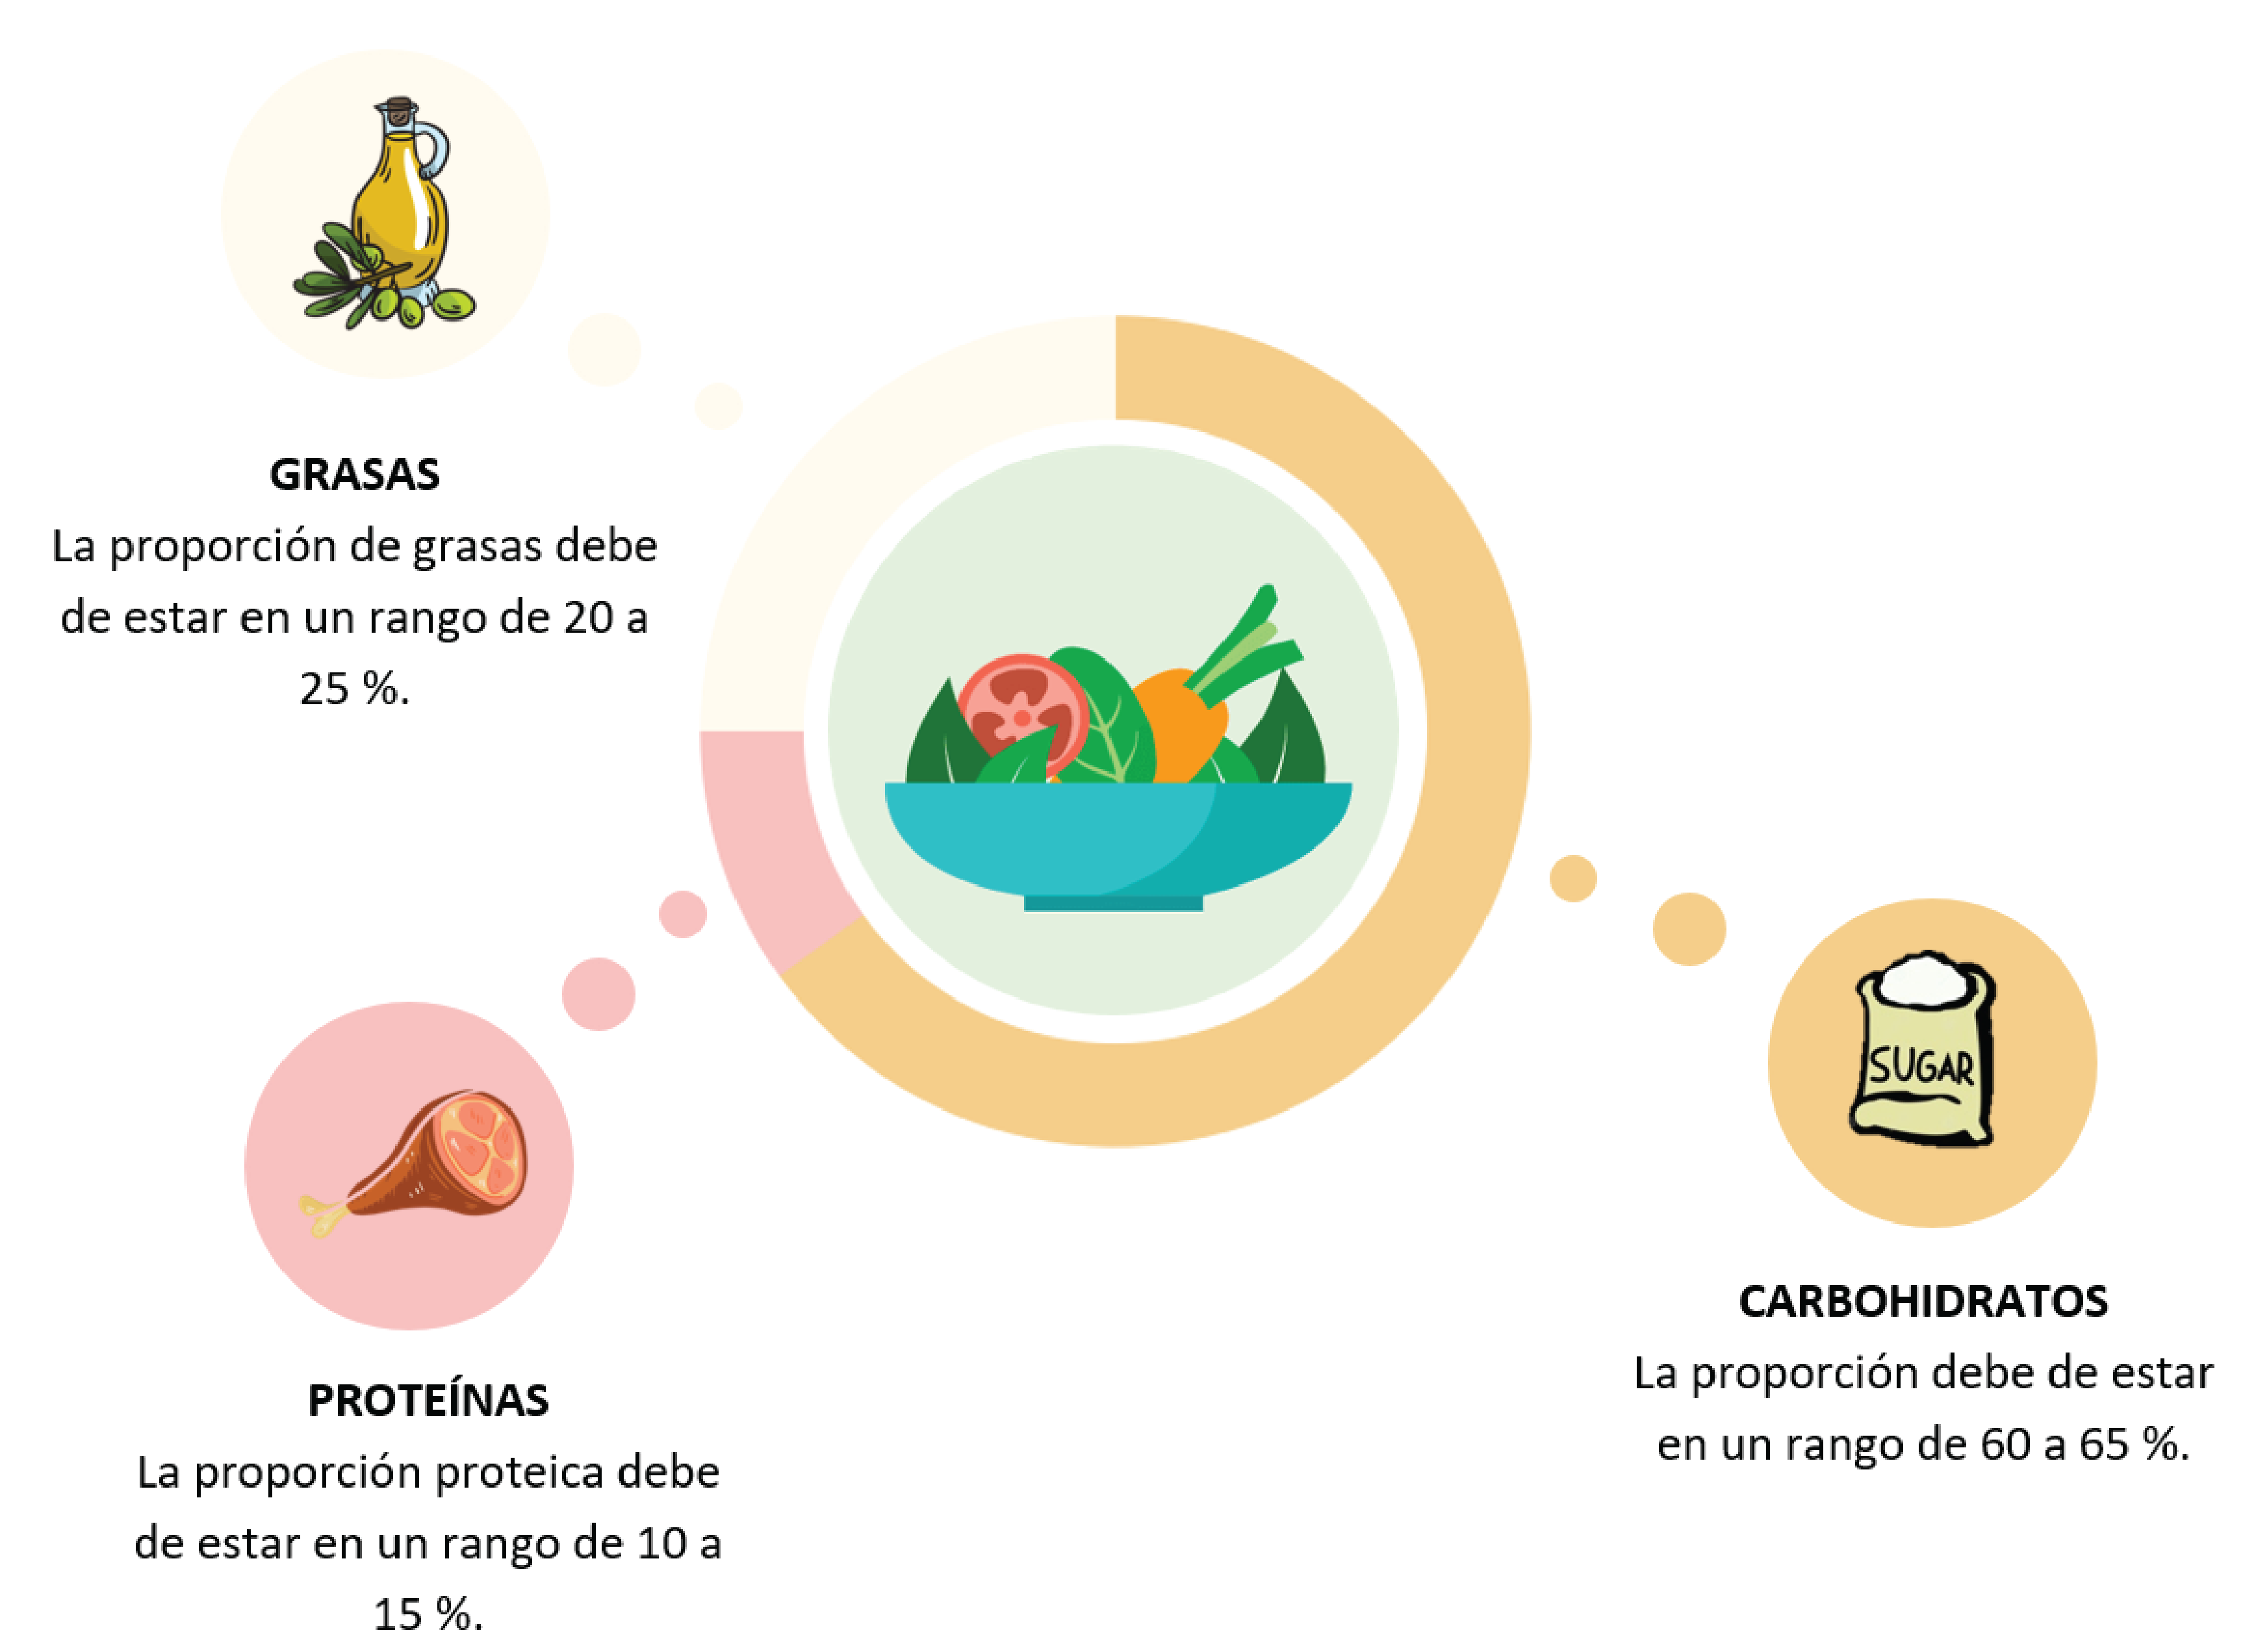 GRASAS
La proporción de grasas debe
de estar en un rango de 20 a
25 %.
PROTEÍNAS
La proporción proteica debe
de estar en un rango de 10 a
15 %.
SUGAR
CARBOHIDRATOS
La proporción debe de estar
en un rango de 60 a 65 %.